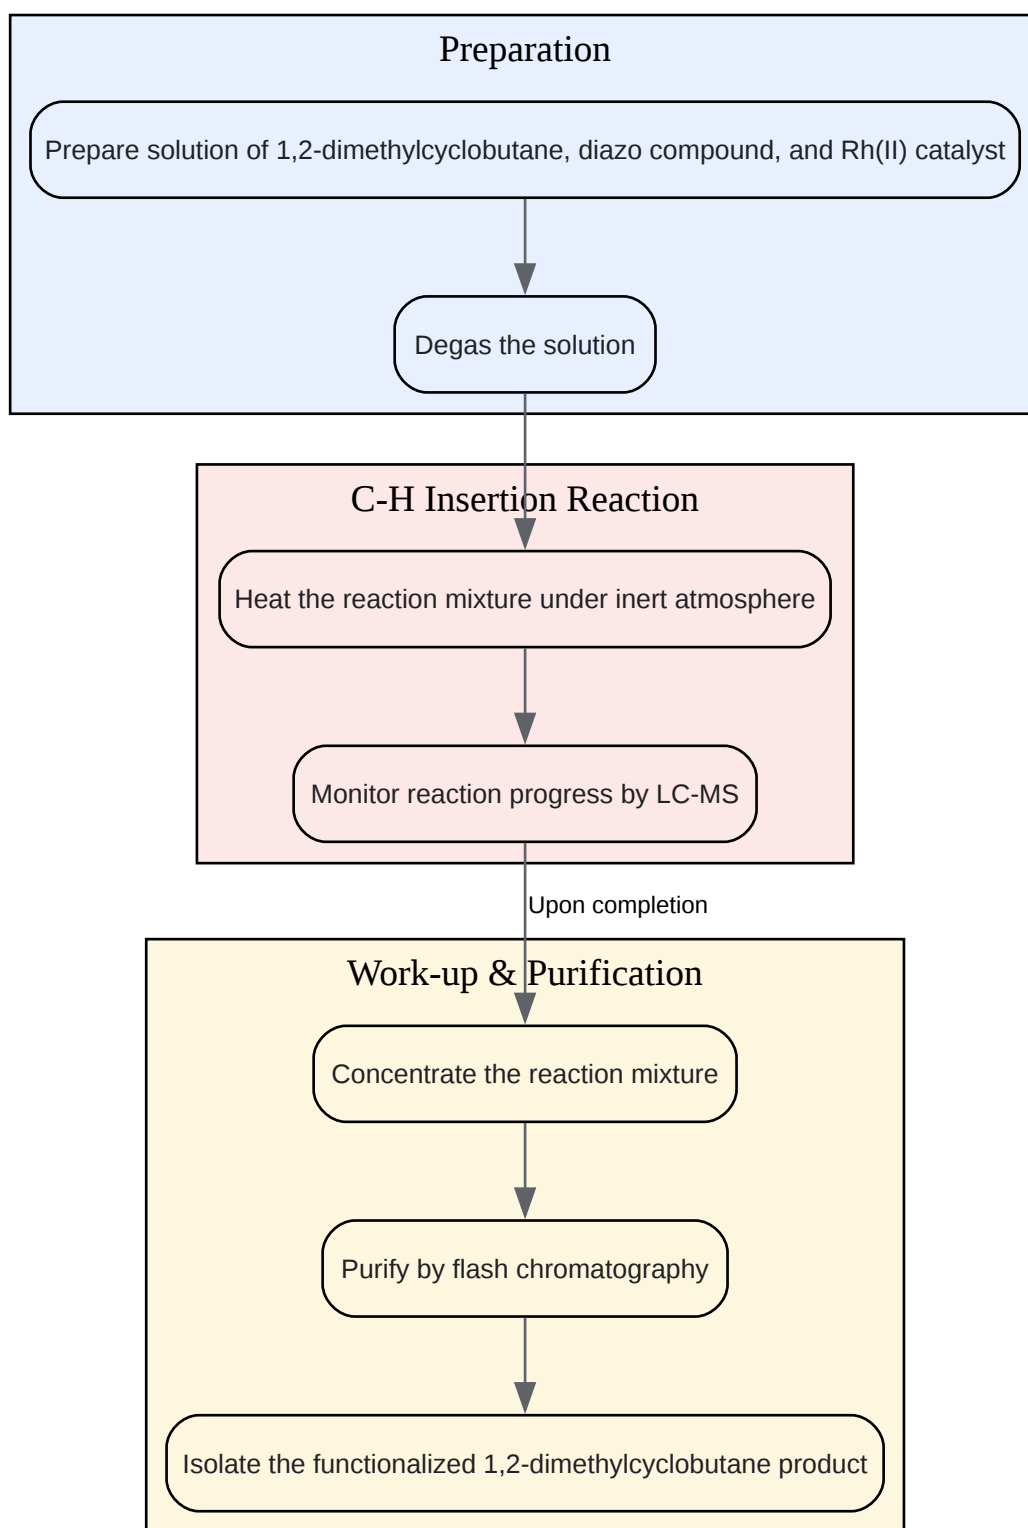 Preparation
Prepare solution of 1,2-dimethylcyclobutane, diazo compound, and Rh(II) catalyst
Degas the solution
C-H Insertion Reaction
Heat the reaction mixture under inert atmosphere
Monitor reaction progress by LC-MS
Upon completion
Work-up & Purification
Concentrate the reaction mixture
Purify by flash chromatography
Isolate the functionalized 1,2-dimethylcyclobutane product